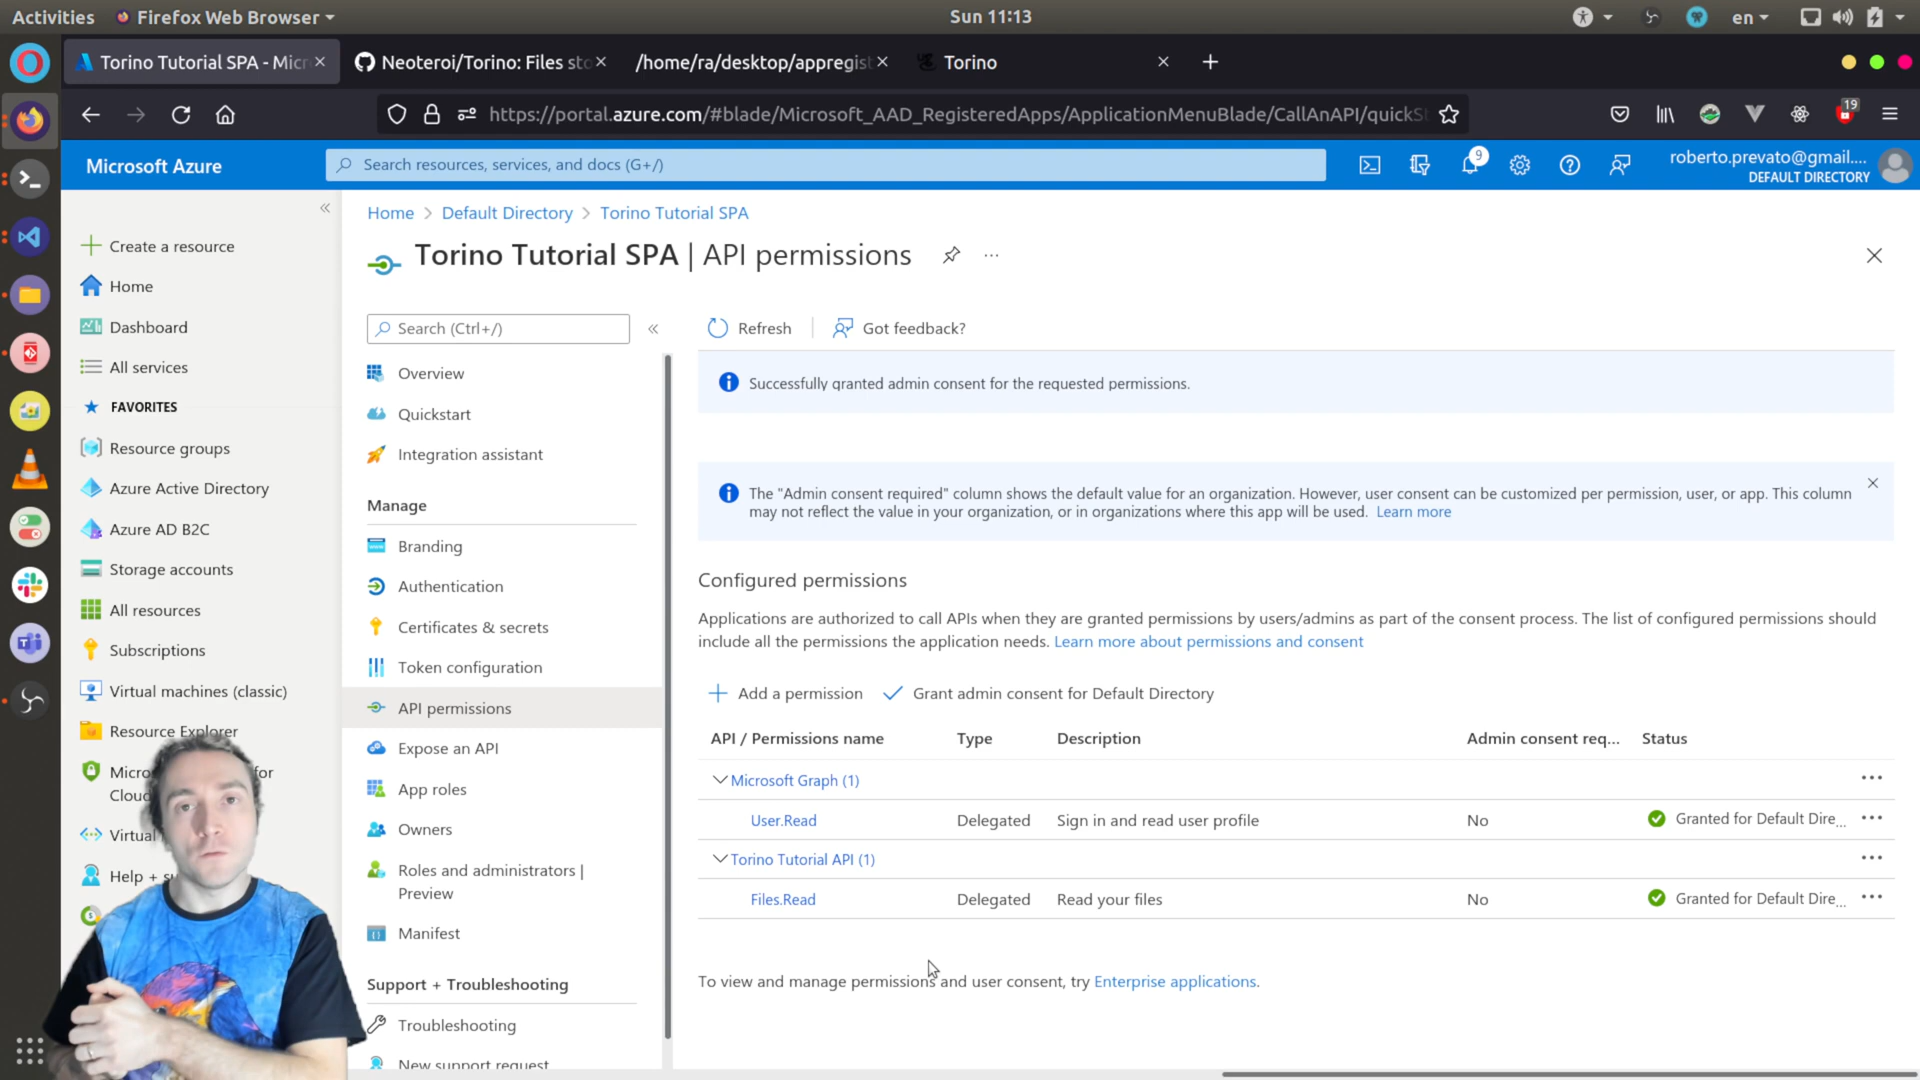 Activities
Firefox Web Browser
Sun 11:13
en
Torino Tutorial SPA - Micr
Neoteroi/Torino: Files sto
/home/ra/desktop/appregist
Torino
https://portal.azure.com/#blade/Microsoft_AAD_RegisteredApps/ApplicationMenuBlade/CallAnAPI/quickS
19
Microsoft Azure
Search resources, services, and docs (G+/)
9
roberto.prevato@gmail....
DEFAULT DIRECTORY
Create a resource
Home
Dashboard
All services
FAVORITES
Resource groups
Azure Active Directory
Azure AD B2C
Storage accounts
All resources
Subscriptions
Virtual machines (classic)
Resource Explorer
Micro for
Cloud
Virtual
Help + su
Home > Default Directory > Torino Tutorial SPA
Torino Tutorial SPA | API permissions
Search (Ctrl+/)
Overview
Quickstart
Integration assistant
Manage
Branding
Authentication
Certificates & secrets
Token configuration
API permissions
Expose an API
App roles
Owners
Roles and administrators |
Preview
Manifest
Support + Troubleshooting
Troubleshooting
New support request
Refresh
Got feedback?
Successfully granted admin consent for the requested permissions.
The "Admin consent required" column shows the default value for an organization. However, user consent can be customized per permission, user, or app. This column
may not reflect the value in your organization, or in organizations where this app will be used. Learn more
Configured permissions
Applications are authorized to call APIs when they are granted permissions by users/admins as part of the consent process. The list of configured permissions should
include all the permissions the application needs. Learn more about permissions and consent
Add a permission
Grant admin consent for Default Directory
API / Permissions name Type Description Admin consent req... Status
Microsoft Graph (1)
User.Read Delegated Sign in and read user profile No Granted for Default Dire...
Torino Tutorial API (1)
Files.Read Delegated Read your files No Granted for Default Dire...
To view and manage permissions and user consent, try Enterprise applications.